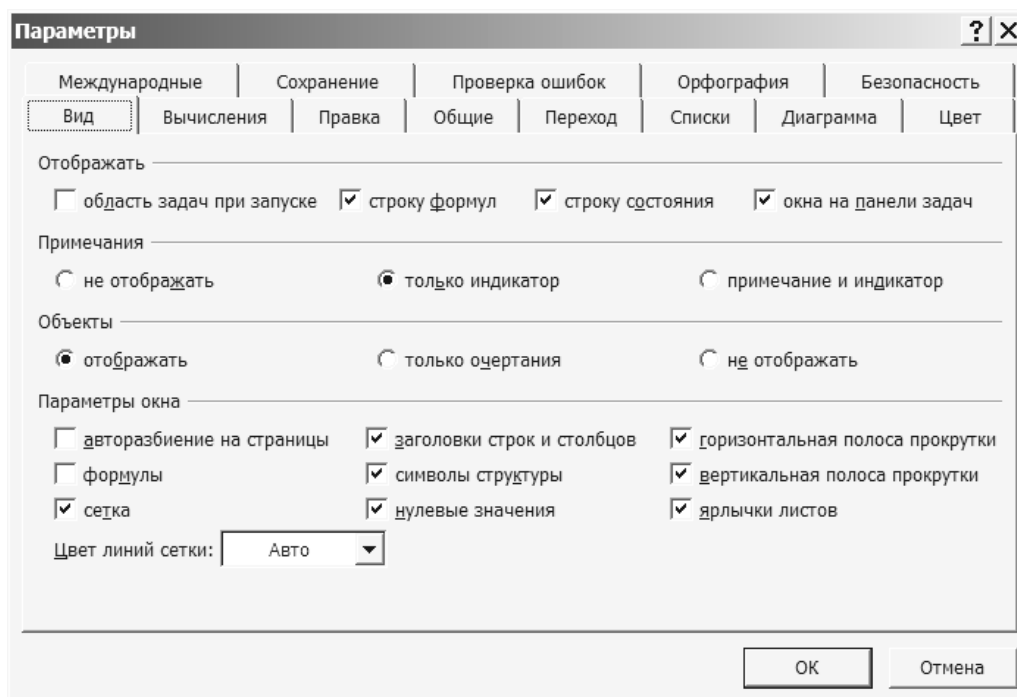 Параметры
Международные Сохранение Проверка ошибок Орфография Безопасность
Вид Вычисления Правка Общие Переход Списки Диаграмма Цвет
Отображать
область задач при запуске строку формул строку состояния окна на панели задач
Примечания
не отображать только индикатор примечание и индикатор
Объекты
отображать только очертания не отображать
Параметры окна
авторазбиение на страницы заголовки строк и столбцов горизонтальная полоса прокрутки
формулы символы структуры вертикальная полоса прокрутки
сетка нулевые значения ярлычки листов
Цвет линий сетки: Авто
ОК Отмена